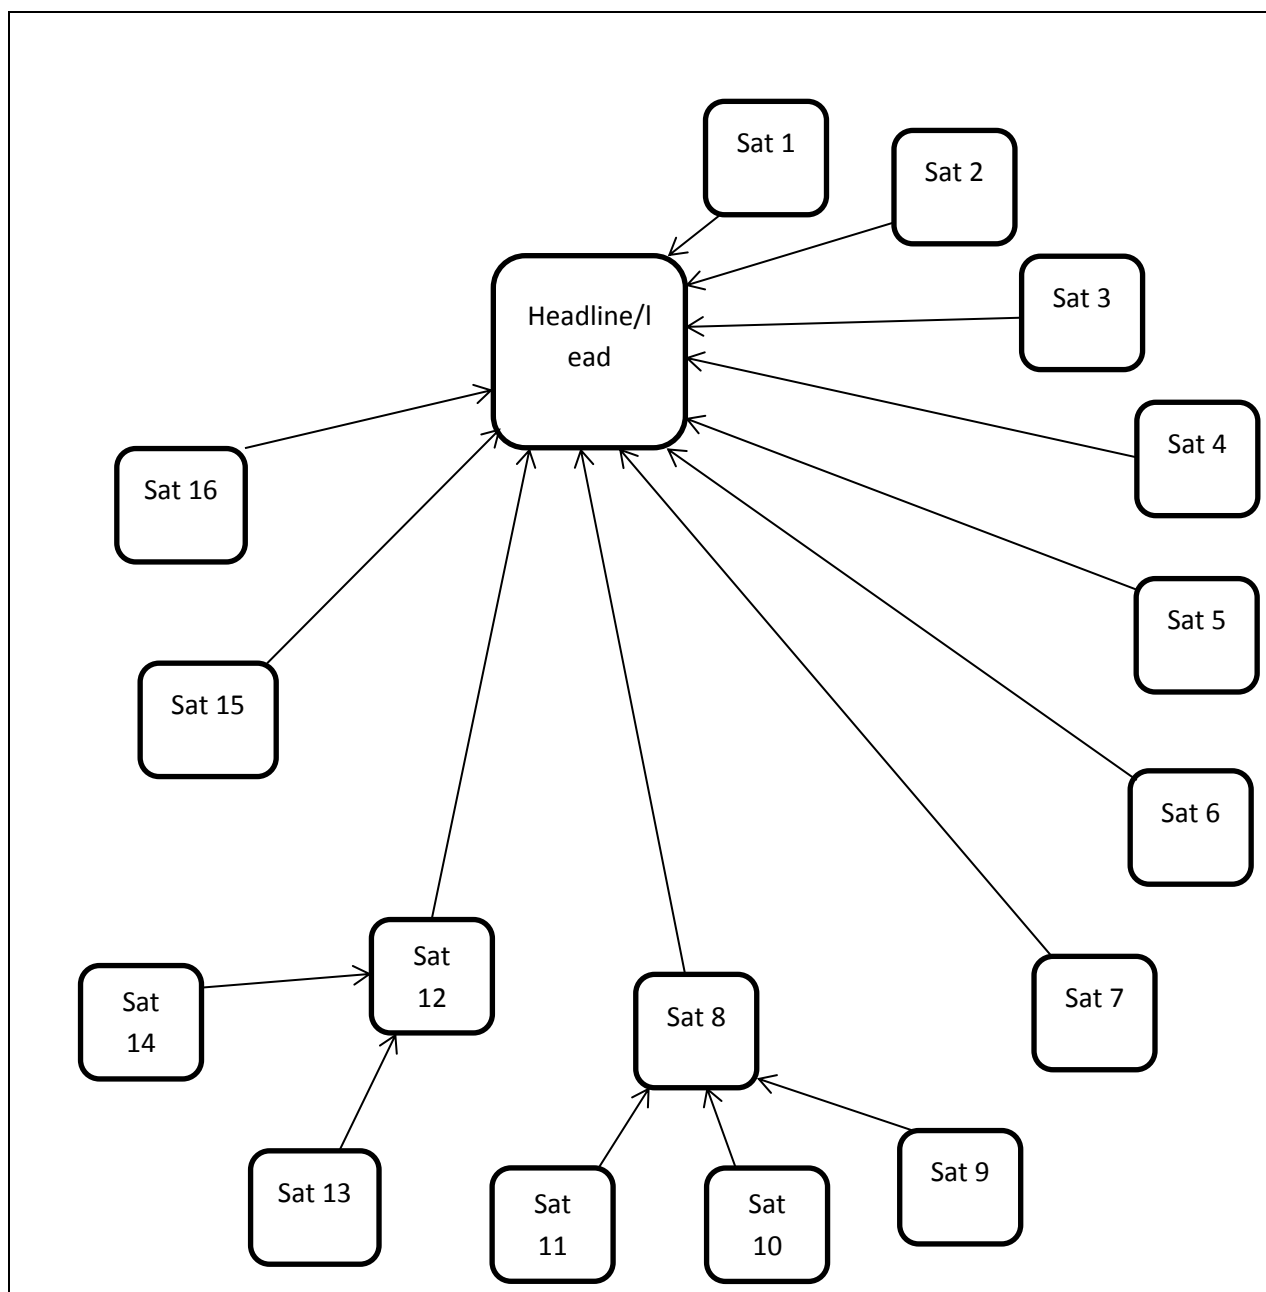 Sat 1
Sat 2
Sat 3
Headline/l
ead
Sat 4
Sat 16
Sat 5
Sat 15
Sat 6
Sat
12
Sat 7
Sat 8
Sat
14
Sat 9
Sat 13
Sat
11
Sat
10